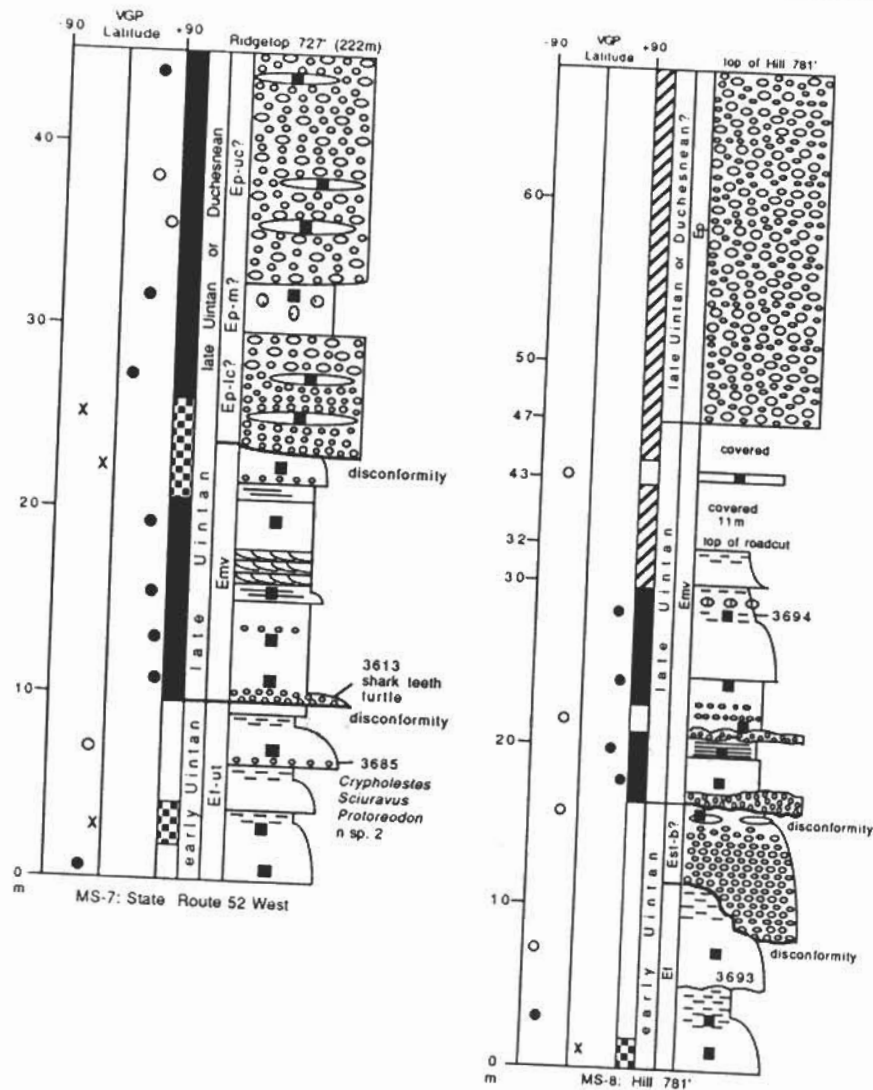 -90
VGP
Latitude
+90
Ridgetop 727' (222m)
40
30
20
10
0
m
late Uintan or Duchesnean
late Uintan
early Uintan
Ep-uc?
Ep-m?
Ep-lc?
Emv
Ef-ut
x
x
x
disconformity
3613
shark teeth
turtle
disconformity
3685
Crypholestes
Sciuravus
Protoreodon
n sp. 2
MS-7: State Route 52 West
-90
VGP
Latitude
+90
top of Hill 781'
60
50
47
43
32
30
20
10
0
m
late Uintan or Duchesnean?
late Uintan
early Uintan
Ep
Emv
Est-b?
Ef
x
covered
covered
11m
top of roadcut
3694
disconformity
disconformity
3693
MS-8: Hill 781'